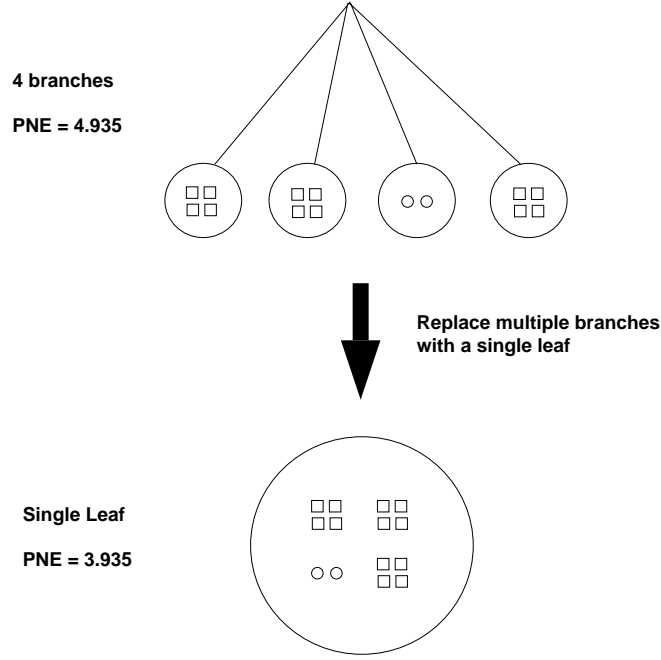 4 branches
PNE = 4.935
Replace multiple branches
with a single leaf
Single Leaf
PNE = 3.935